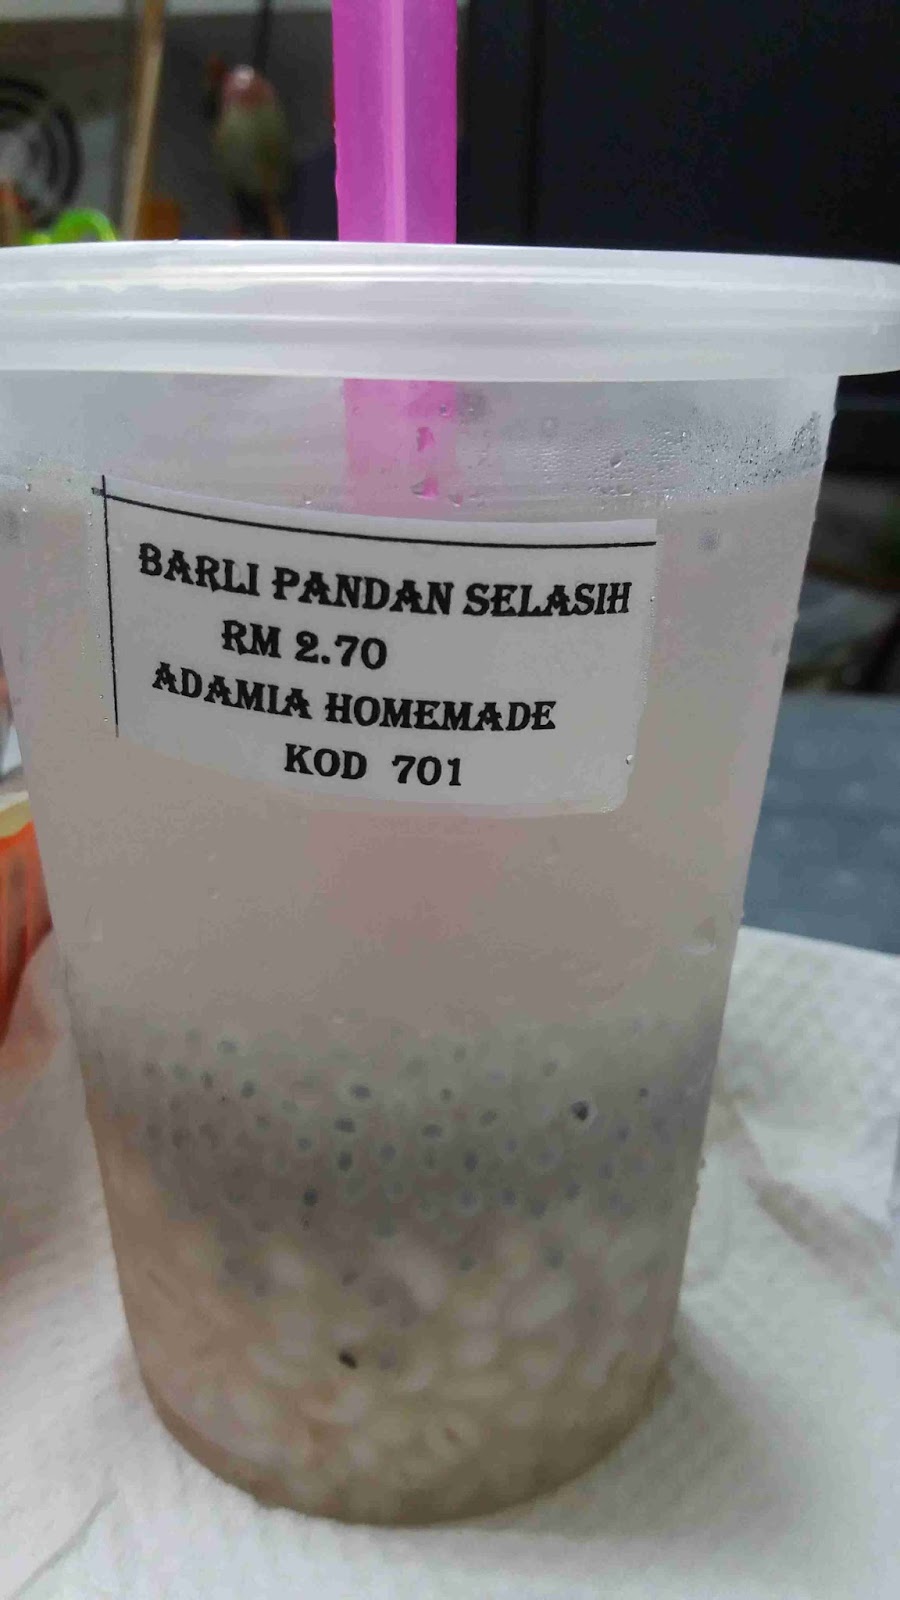 BARLI PANDAN SELASIH
RM 2.70
ADAMIA HOMEMADE
KOD 701